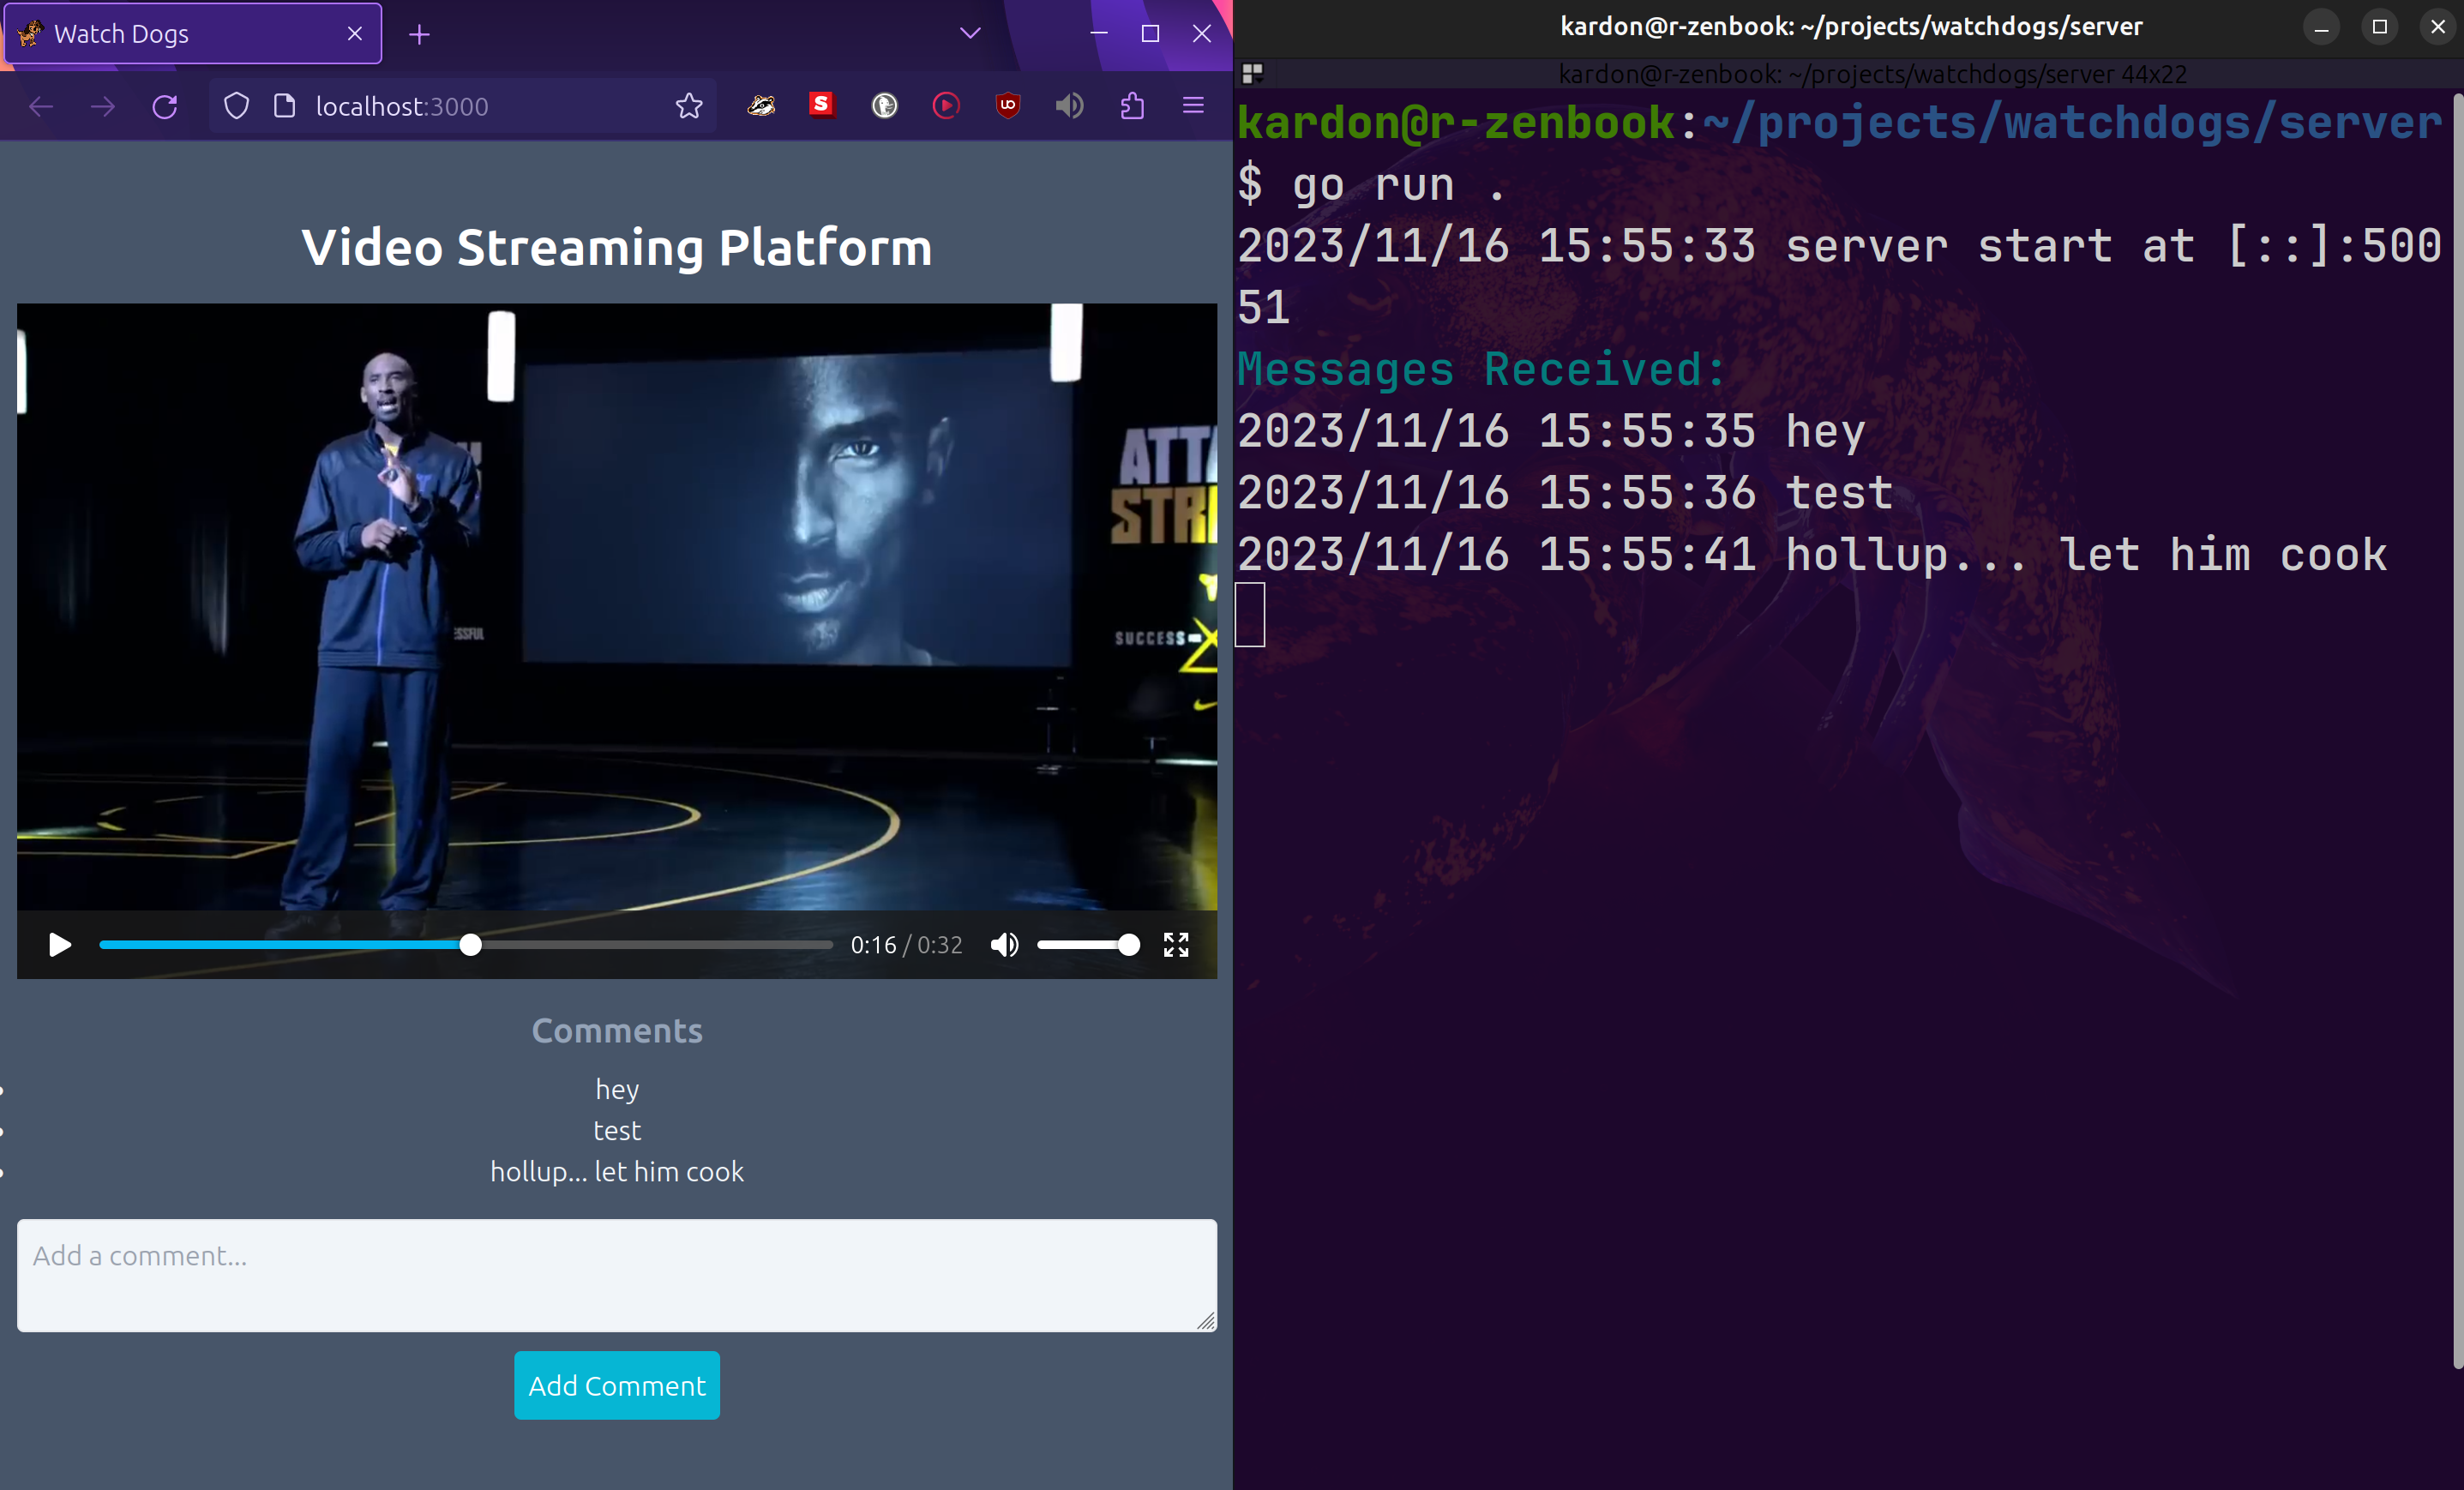 Watch Dogs
localhost:3000
Video Streaming Platform
ATTA
STR
SUCCESS
ESSFUL
0:16 / 0:32
Comments
hey
test
hollup... let him cook
Add a comment...
Add Comment
kardon@r-zenbook: ~/projects/watchdogs/server
kardon@r-zenbook: ~/projects/watchdogs/server 44x22
kardon@r-zenbook:~/projects/watchdogs/server
$ go run .
2023/11/16 15:55:33 server start at [::]:500
51
Messages Received:
2023/11/16 15:55:35 hey
2023/11/16 15:55:36 test
2023/11/16 15:55:41 hollup... let him cook